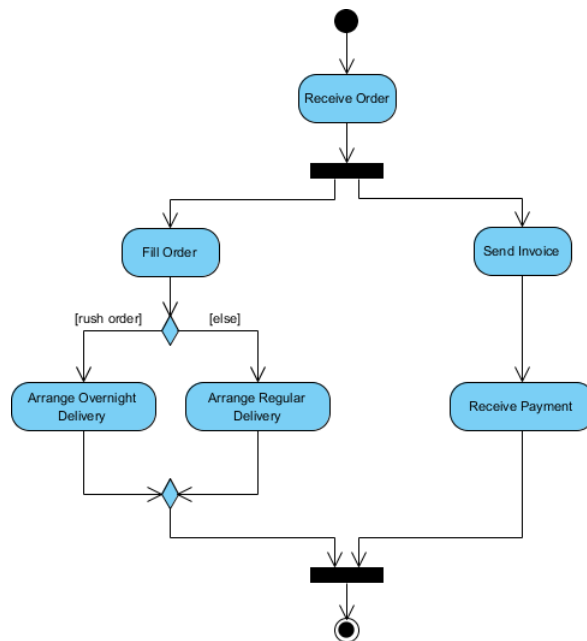 Receive Order
Fill Order
Send Invoice
[rush order]
[else]
Arrange Overnight
Delivery
Arrange Regular
Delivery
Receive Payment